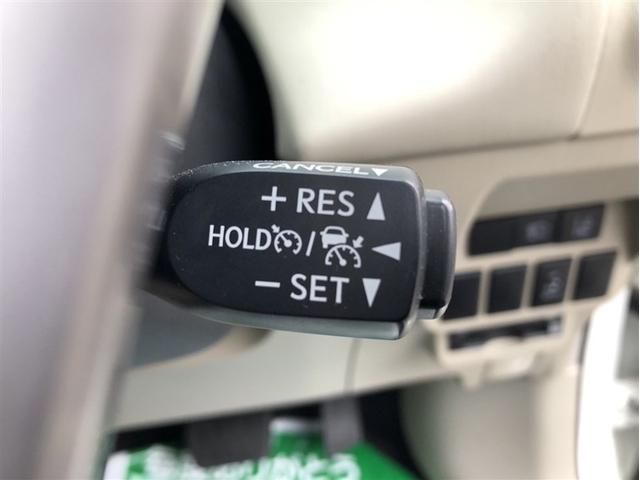 CANCEL▼
+ RES ▲
HOLD / ◀
− SET ▼